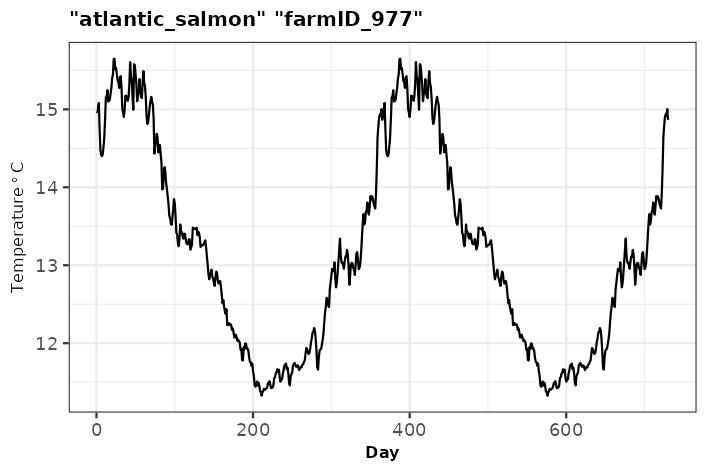 "atlantic_salmon" "farmID_977"
Temperature ° C
15
14
13
12
0 200 400 600
Day